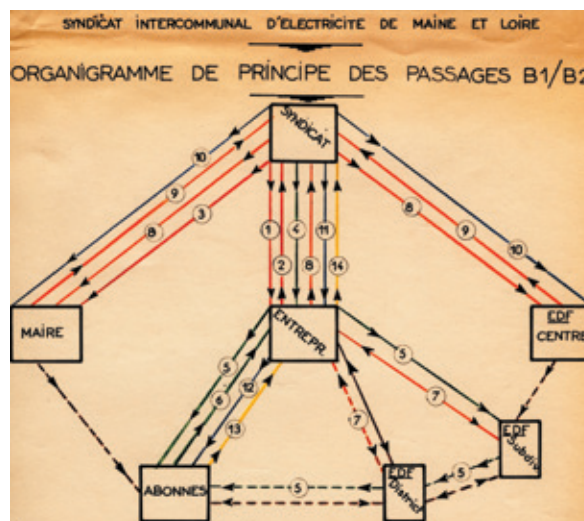 SYNDICAT INTERCOMMUNAL D'ELECTRICITE DE MAINE ET LOIRE
ORGANIGRAMME DE PRINCIPE DES PASSAGES B1/B2
SYNDICAT
10
9
8
3
1
2
4
8
11
14
8
9
10
MAIRE
ENTREPR.
EDF
CENTRE
5
6
12
13
5
7
7
EDF
Subdiv.
5
5
ABONNES
EDF
District